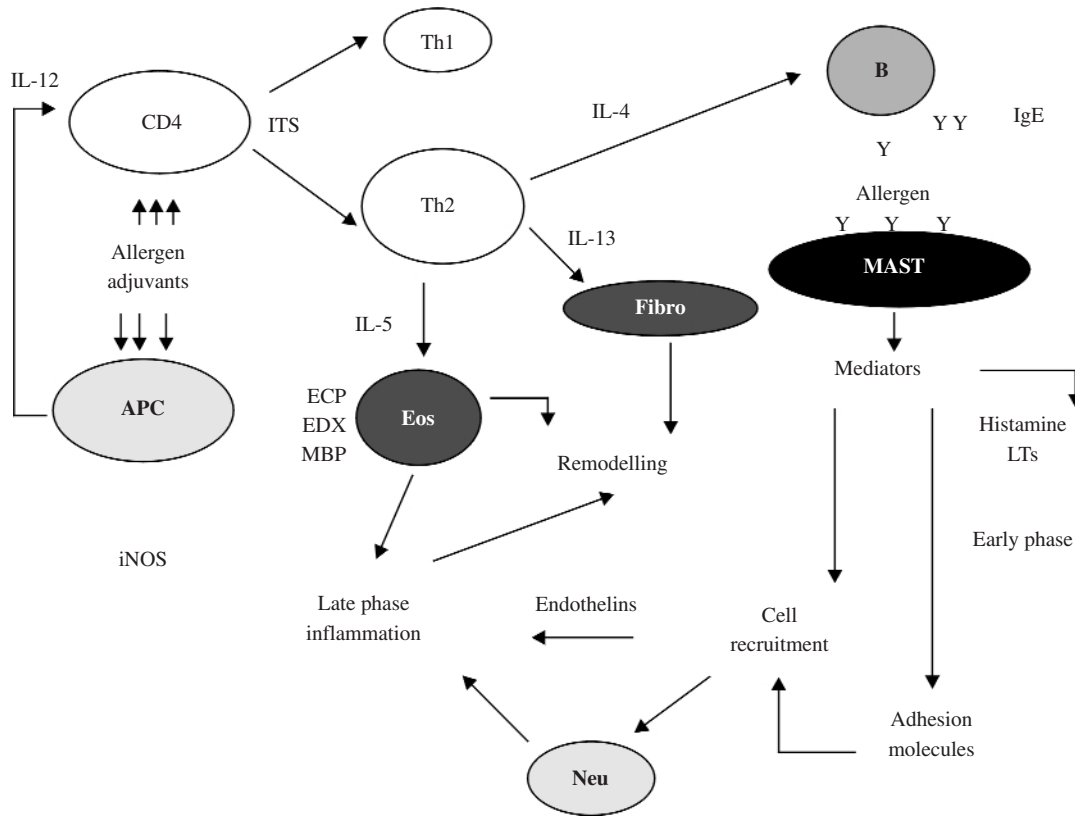 Th1
IL-12
B
CD4
ITS
IL-4
Y Y
IgE
Y
Th2
Allergen
Y Y Y
IL-13
MAST
Allergen
adjuvants
Fibro
IL-5
Mediators
APC
ECP
EDX
MBP
Eos
Histamine
LTs
Remodelling
iNOS
Early phase
Late phase
inflammation
Endothelins
Cell
recruitment
Adhesion
molecules
Neu